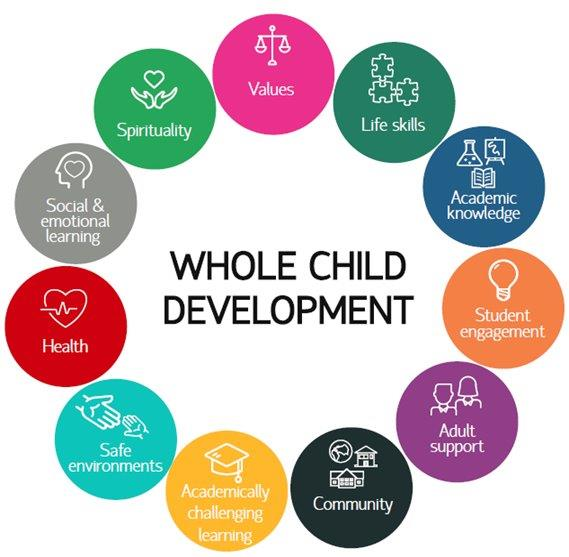 WHOLE CHILD
DEVELOPMENT
Values
Life skills
Academic
knowledge
Student
engagement
Adult
support
Community
Academically
challenging
learning
Safe
environments
Health
Social &
emotional
learning
Spirituality